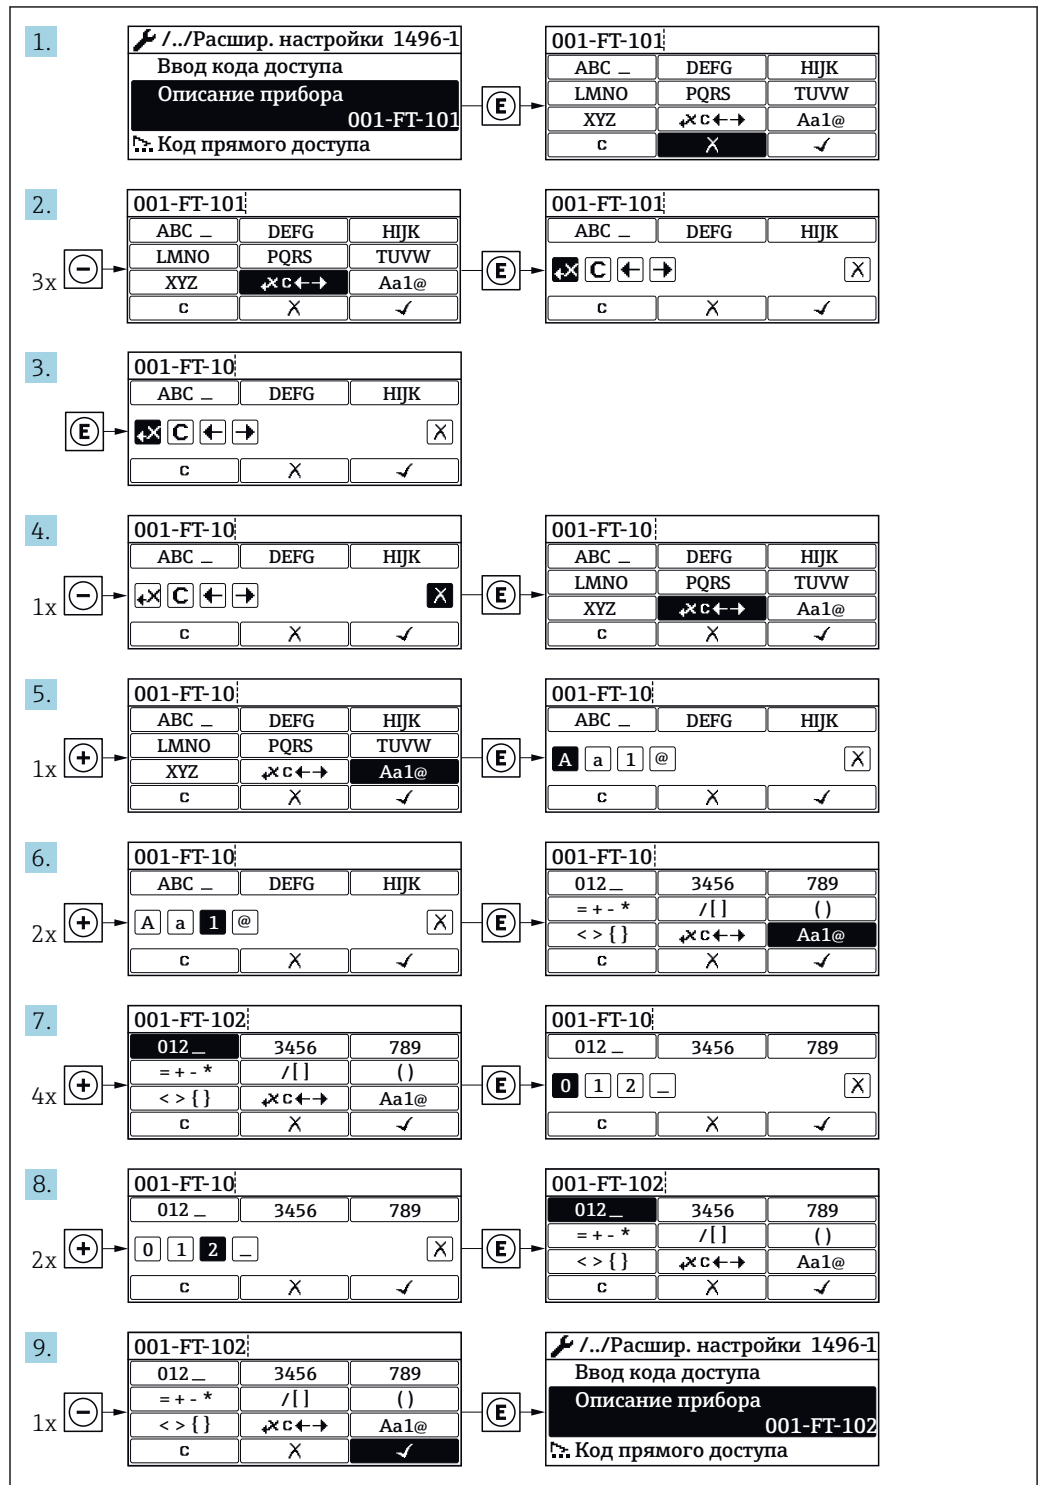 1.
/../Расшир. настройки 1496-1
Ввод кода доступа
Описание прибора
001-FT-101
Код прямого доступа
E
001-FT-101
ABC _ DEFG HIJK
LMNO PQRS TUVW
XYZ ↵X C ← → Aa1@
C X ✓
2.
3x −
001-FT-101
ABC _ DEFG HIJK
LMNO PQRS TUVW
XYZ ↵X C ← → Aa1@
C X ✓
E
001-FT-101
ABC _ DEFG HIJK
↵X C ← → X
C X ✓
3.
E
001-FT-10
ABC _ DEFG HIJK
↵X C ← → X
C X ✓
4.
1x −
001-FT-10
ABC _ DEFG HIJK
↵X C ← → X
C X ✓
E
001-FT-10
ABC _ DEFG HIJK
LMNO PQRS TUVW
XYZ ↵X C ← → Aa1@
C X ✓
5.
1x +
001-FT-10
ABC _ DEFG HIJK
LMNO PQRS TUVW
XYZ ↵X C ← → Aa1@
C X ✓
E
001-FT-10
ABC _ DEFG HIJK
A a 1 @ X
C X ✓
6.
2x +
001-FT-10
ABC _ DEFG HIJK
A a 1 @ X
C X ✓
E
001-FT-10
012 _ 3456 789
= + - * / [ ] ( )
< > { } ↵X C ← → Aa1@
C X ✓
7.
4x +
001-FT-102
012 _ 3456 789
= + - * / [ ] ( )
< > { } ↵X C ← → Aa1@
C X ✓
E
001-FT-10
012 _ 3456 789
0 1 2 _ X
C X ✓
8.
2x +
001-FT-10
012 _ 3456 789
0 1 2 _ X
C X ✓
E
001-FT-102
012 _ 3456 789
= + - * / [ ] ( )
< > { } ↵X C ← → Aa1@
C X ✓
9.
1x −
001-FT-102
012 _ 3456 789
= + - * / [ ] ( )
< > { } ↵X C ← → Aa1@
C X ✓
E
/../Расшир. настройки 1496-1
Ввод кода доступа
Описание прибора
001-FT-102
Код прямого доступа